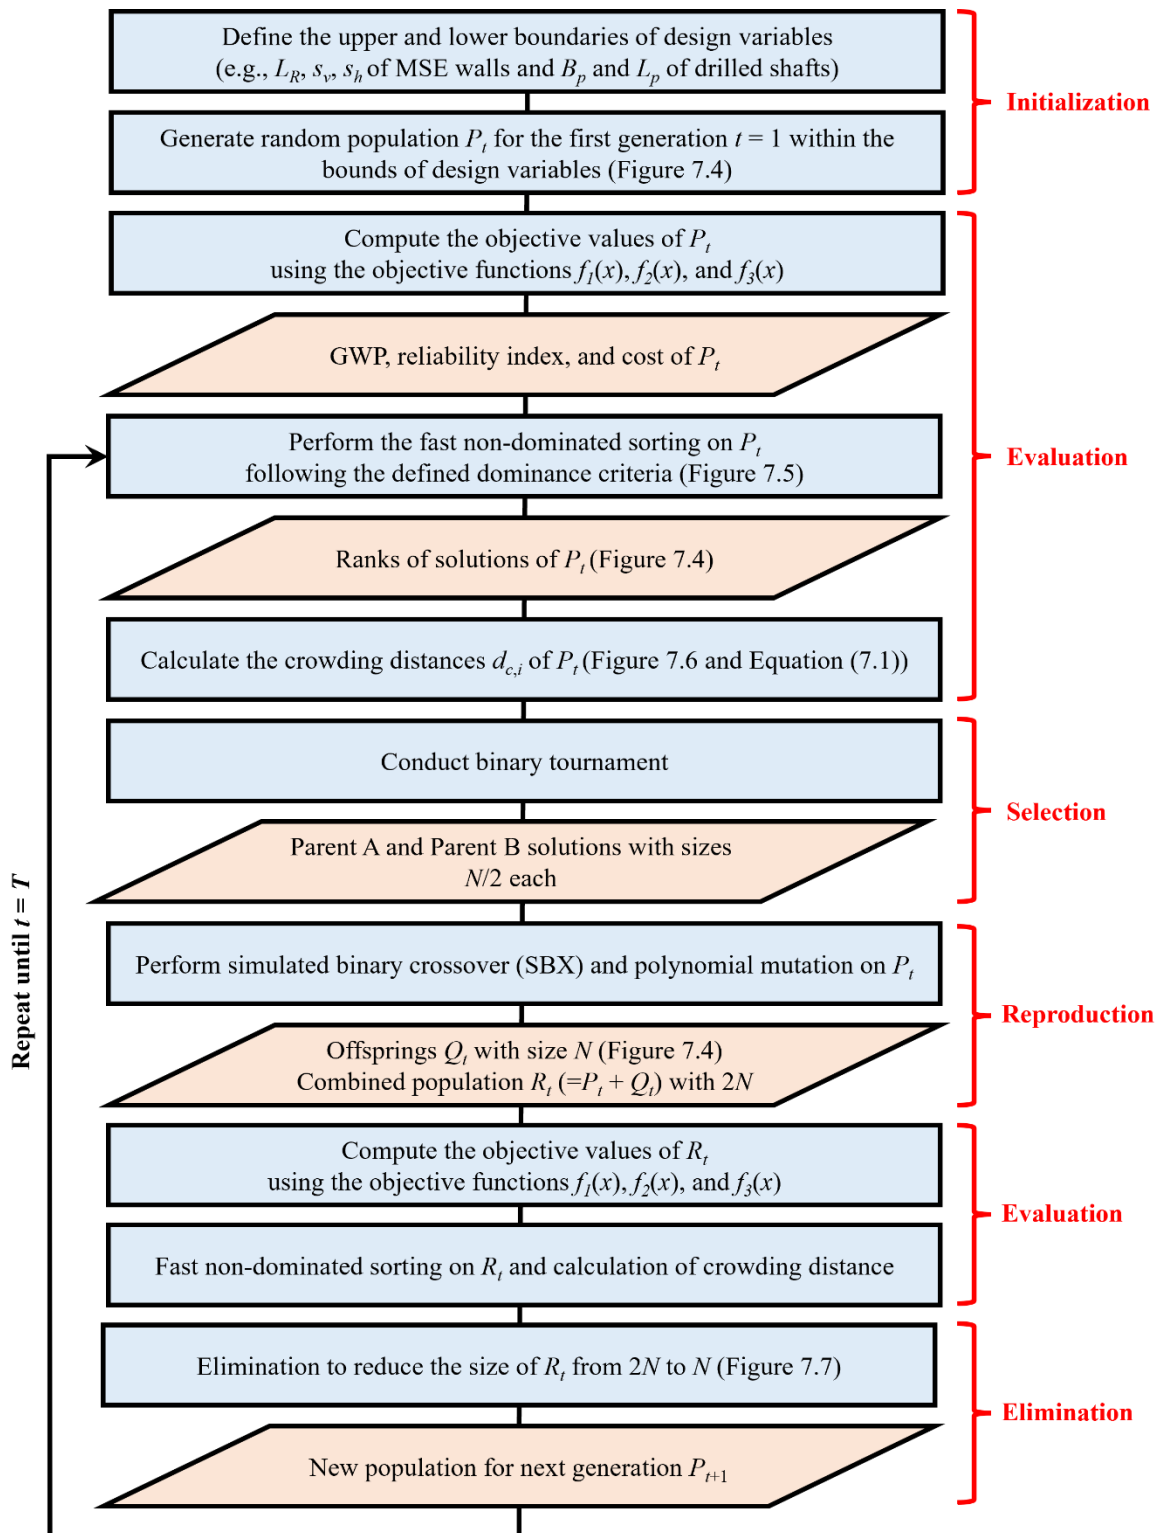 Define the upper and lower boundaries of design variables
(e.g., L_R, s_v, s_h of MSE walls and B_p and L_p of drilled shafts)
Initialization
Generate random population P_t for the first generation t = 1 within the
bounds of design variables (Figure 7.4)
Compute the objective values of P_t
using the objective functions f_1(x), f_2(x), and f_3(x)
GWP, reliability index, and cost of P_t
Perform the fast non-dominated sorting on P_t
following the defined dominance criteria (Figure 7.5)
Evaluation
Ranks of solutions of P_t (Figure 7.4)
Calculate the crowding distances d_{c,i} of P_t (Figure 7.6 and Equation (7.1))
Conduct binary tournament
Selection
Parent A and Parent B solutions with sizes
N/2 each
Perform simulated binary crossover (SBX) and polynomial mutation on P_t
Reproduction
Offsprings Q_t with size N (Figure 7.4)
Combined population R_t (=P_t + Q_t) with 2N
Compute the objective values of R_t
using the objective functions f_1(x), f_2(x), and f_3(x)
Evaluation
Fast non-dominated sorting on R_t and calculation of crowding distance
Elimination to reduce the size of R_t from 2N to N (Figure 7.7)
Elimination
New population for next generation P_{t+1}
Repeat until t = T